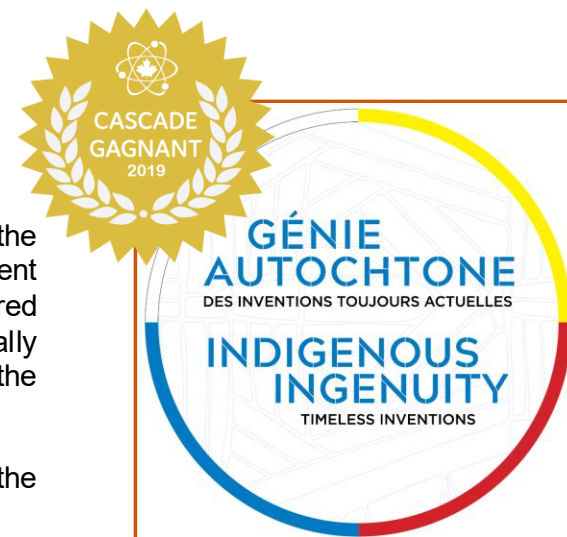 CASCADE
GAGNANT
2019
the
ent
red
ally
the
the
GÉNIE
AUTOCHTONE
DES INVENTIONS TOUJOURS ACTUELLES
INDIGENOUS
INGENUITY
TIMELESS INVENTIONS